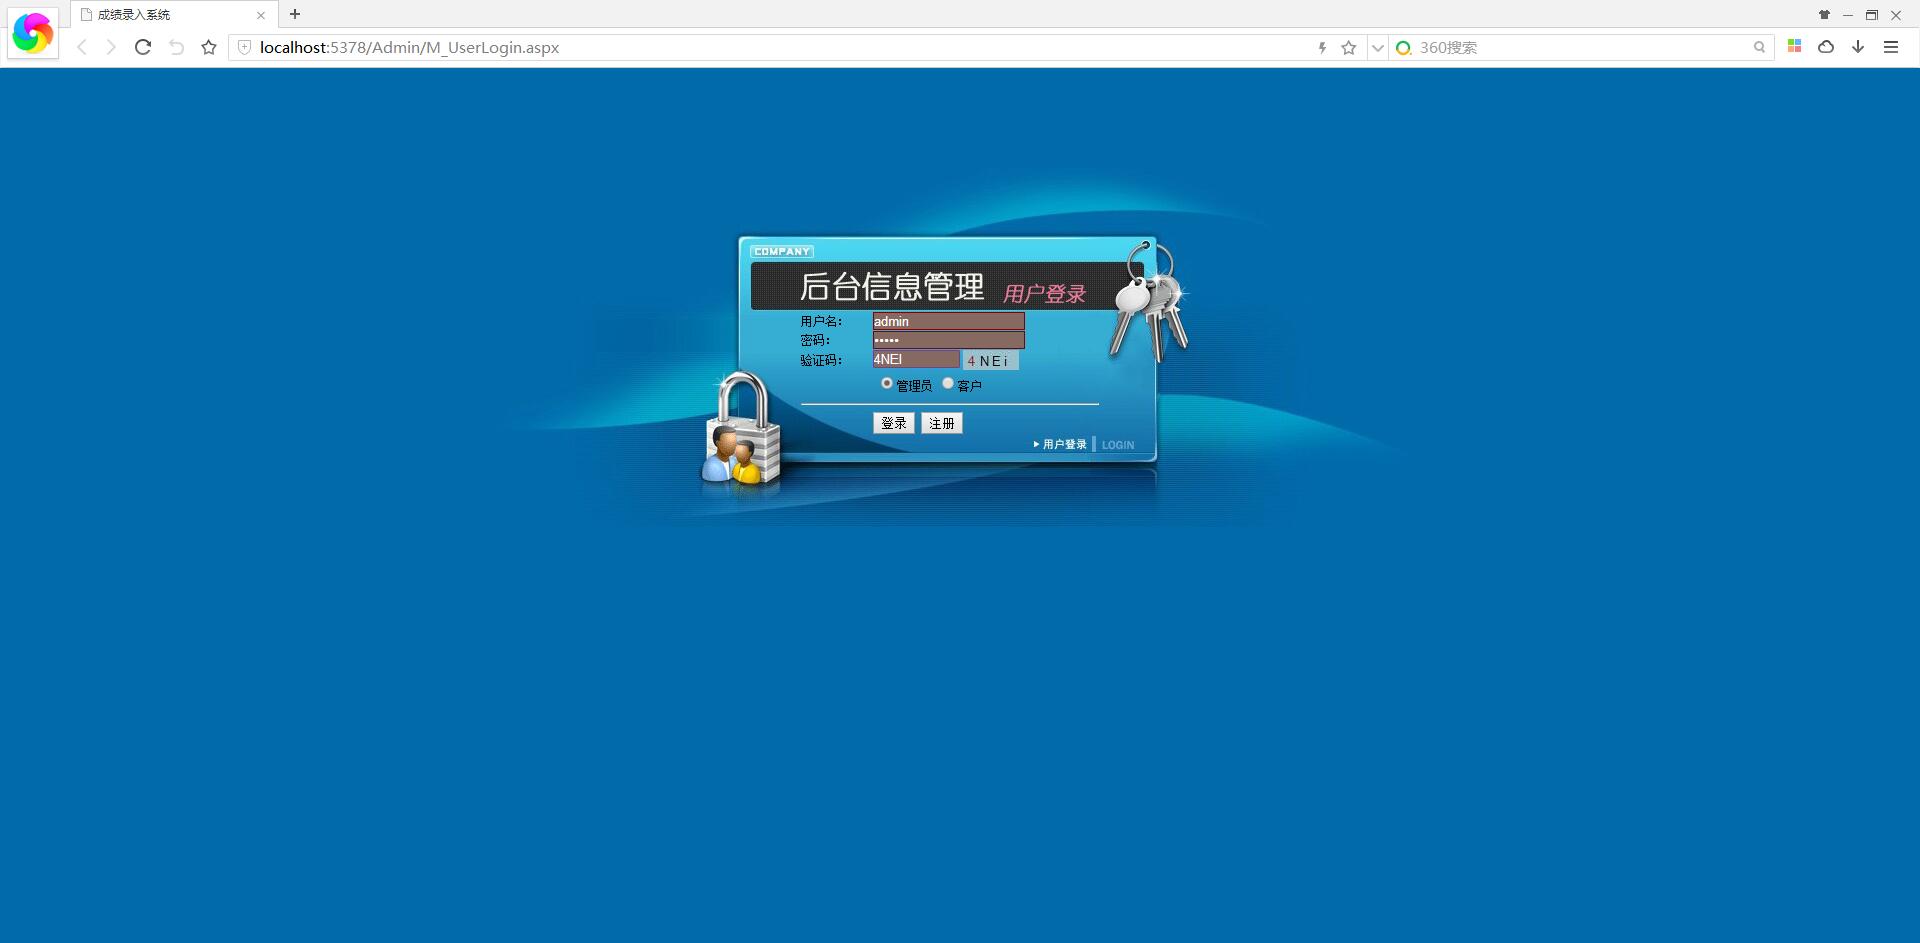 成绩录入系统
localhost:5378/Admin/M_UserLogin.aspx
360搜索
COMPANY
后台信息管理 用户登录
用户名： admin
密码： •••••
验证码： 4NEI 4NEi
管理员 客户
登录 注册
用户登录 LOGIN